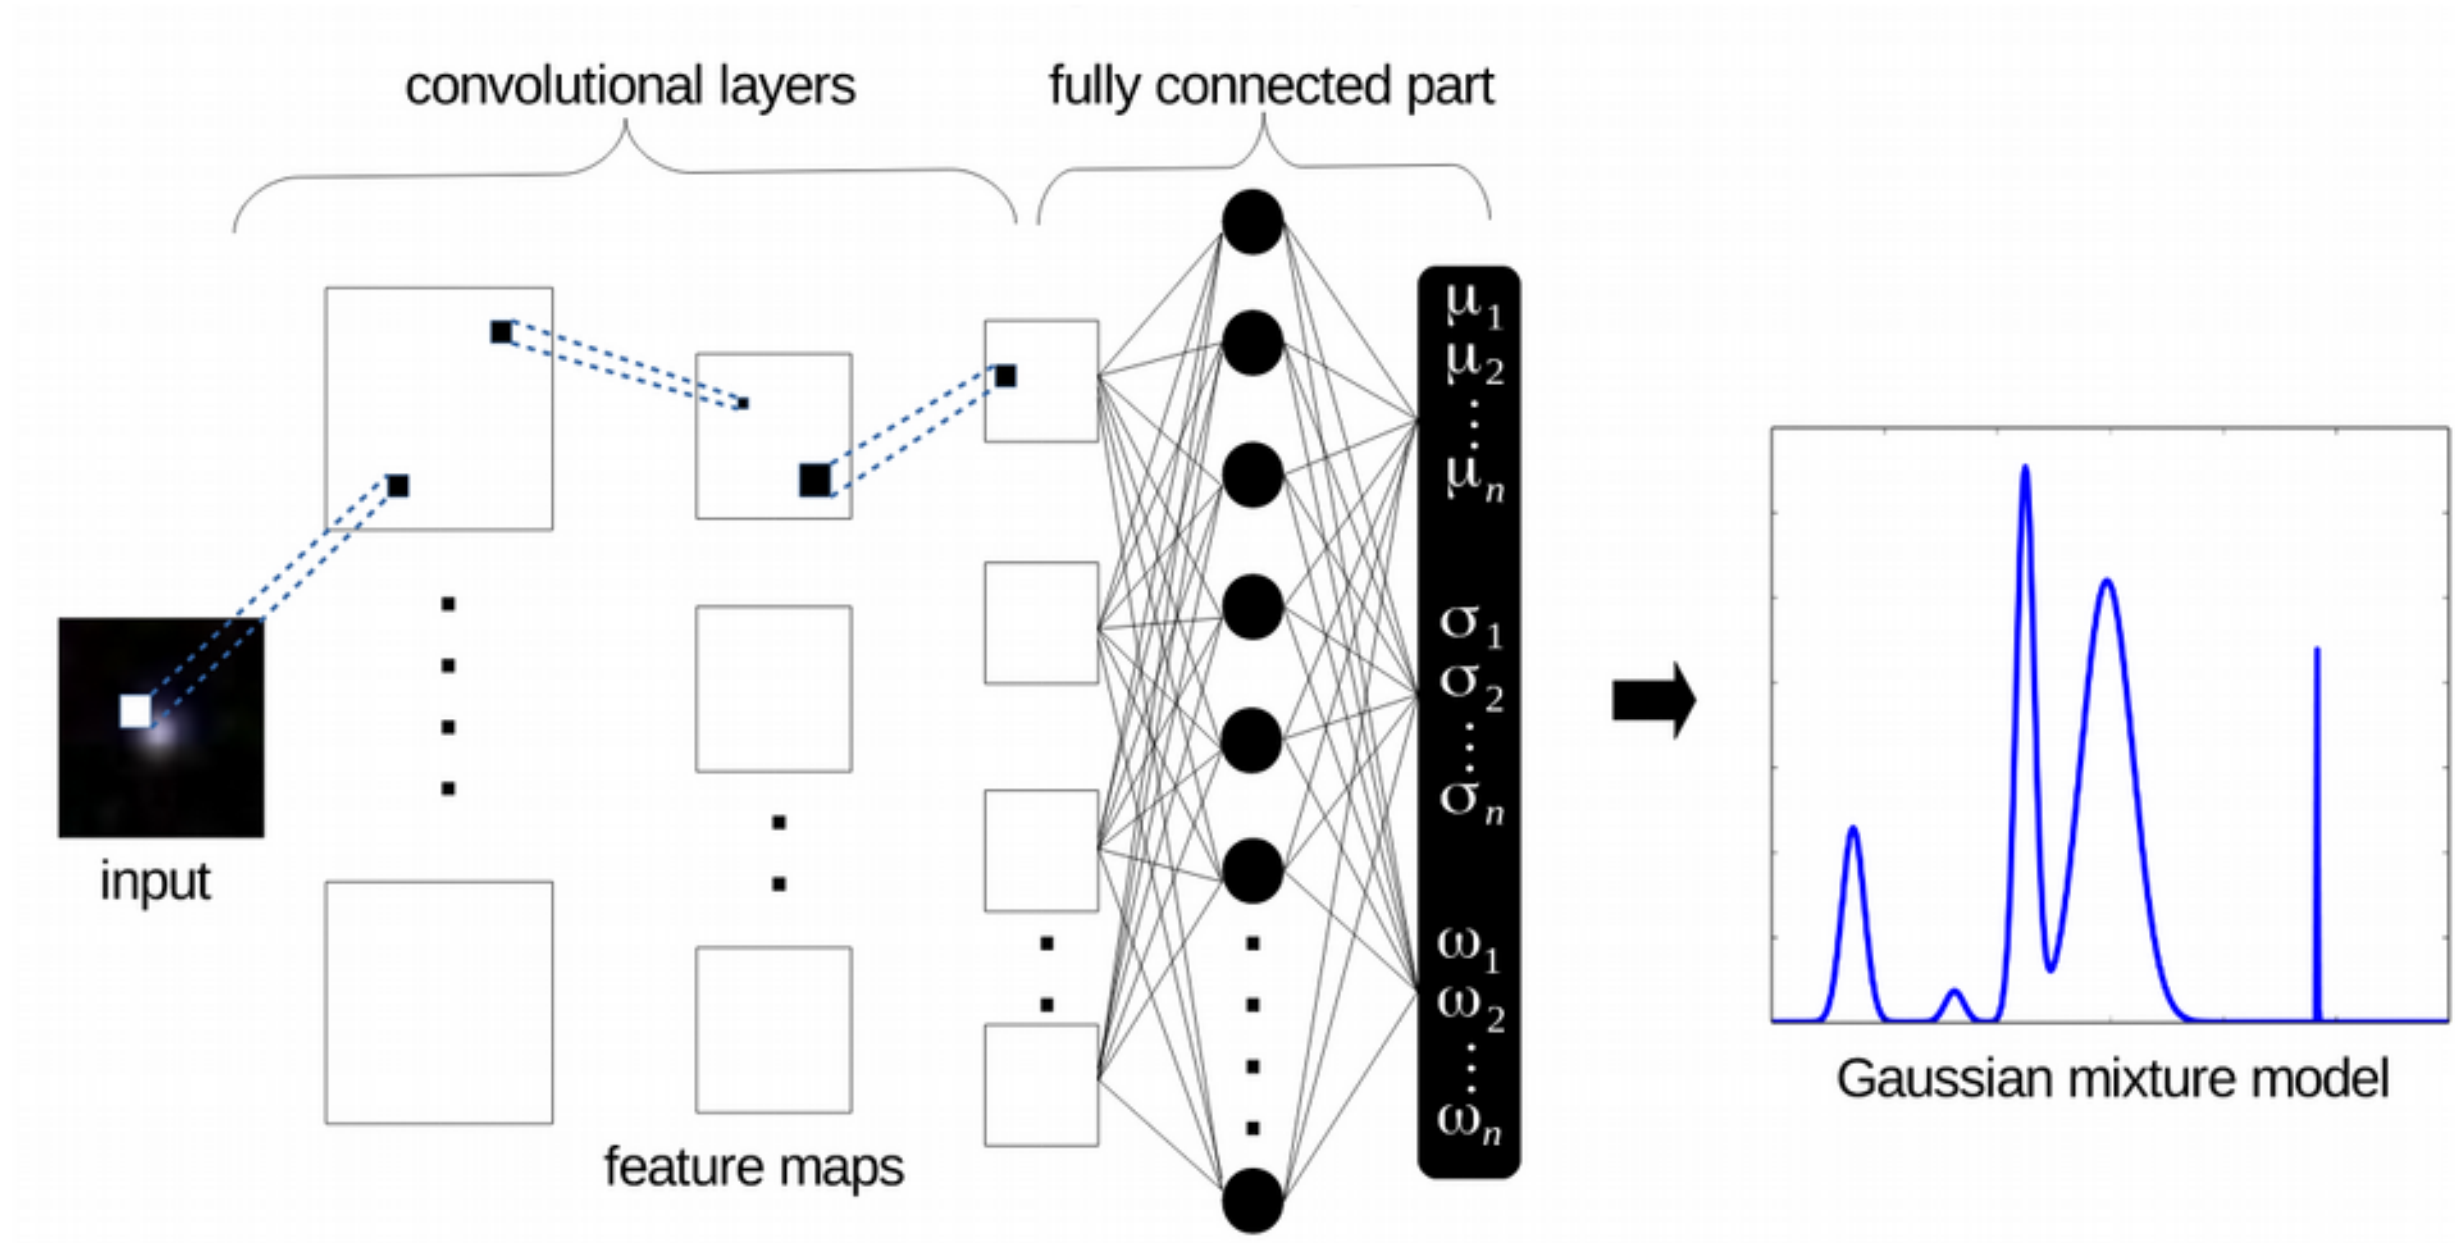 convolutional layers
fully connected part
input
feature maps
μ1
μ2
μn
σ1
σ2
σn
ω1
ω2
ωn
Gaussian mixture model